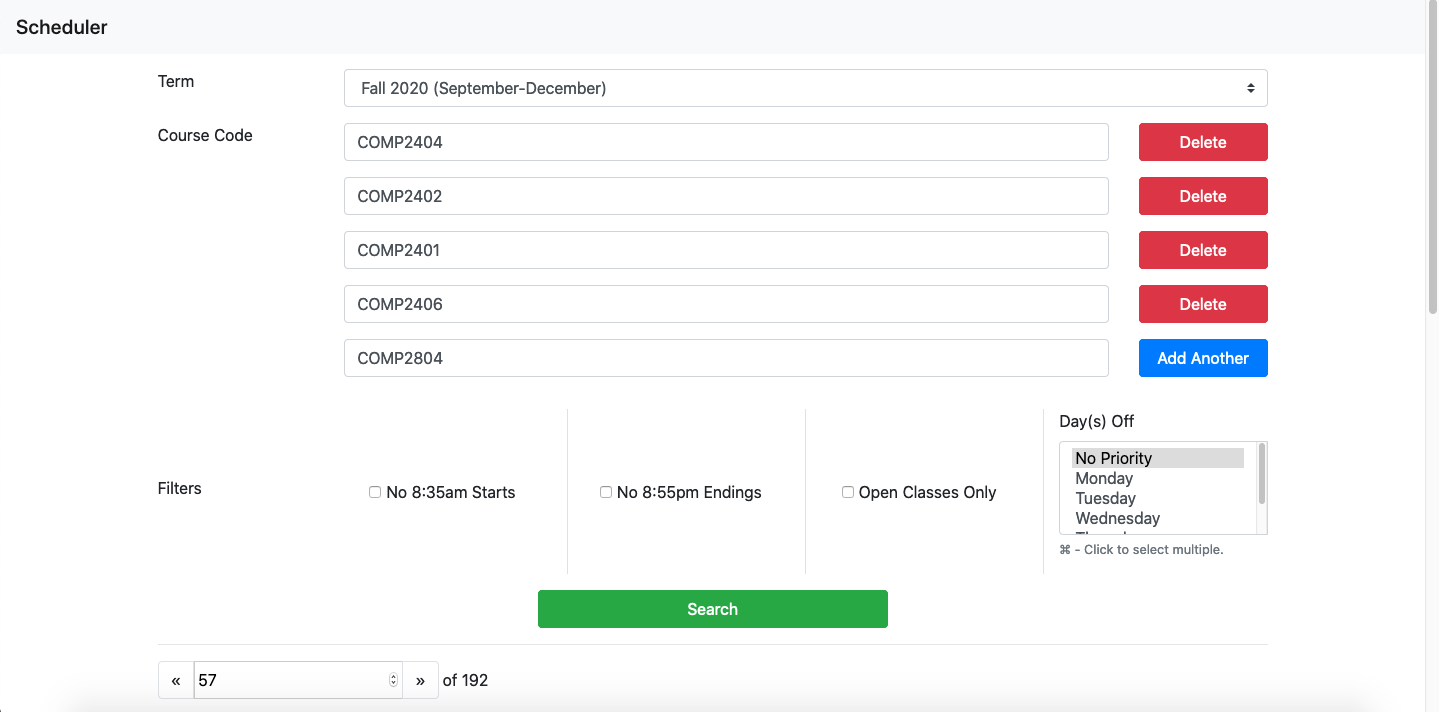 Scheduler
Term
Fall 2020 (September-December)
Course Code
COMP2404
Delete
COMP2402
Delete
COMP2401
Delete
COMP2406
Delete
COMP2804
Add Another
Filters
No 8:35am Starts
No 8:55pm Endings
Open Classes Only
Day(s) Off
No Priority
Monday
Tuesday
Wednesday
⌘ - Click to select multiple.
Search
« 57 » of 192